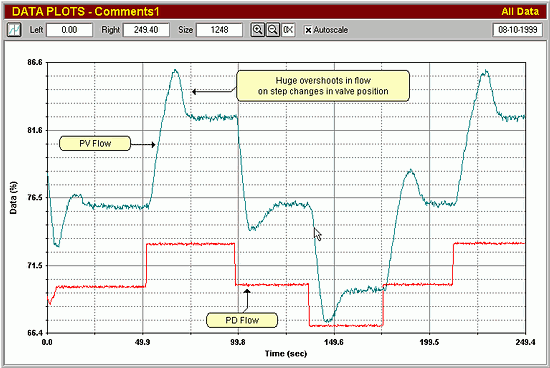 DATA PLOTS - Comments1 All Data
Left 0.00 Right 249.40 Size 1248 0X Autoscale 08-10-1999
86.6
81.6
76.5
71.5
66.4
Data (%)
Huge overshoots in flow
on step changes in valve position
PV Flow
PD Flow
0.0 49.9 99.8 149.6 199.5 249.4
Time (sec)